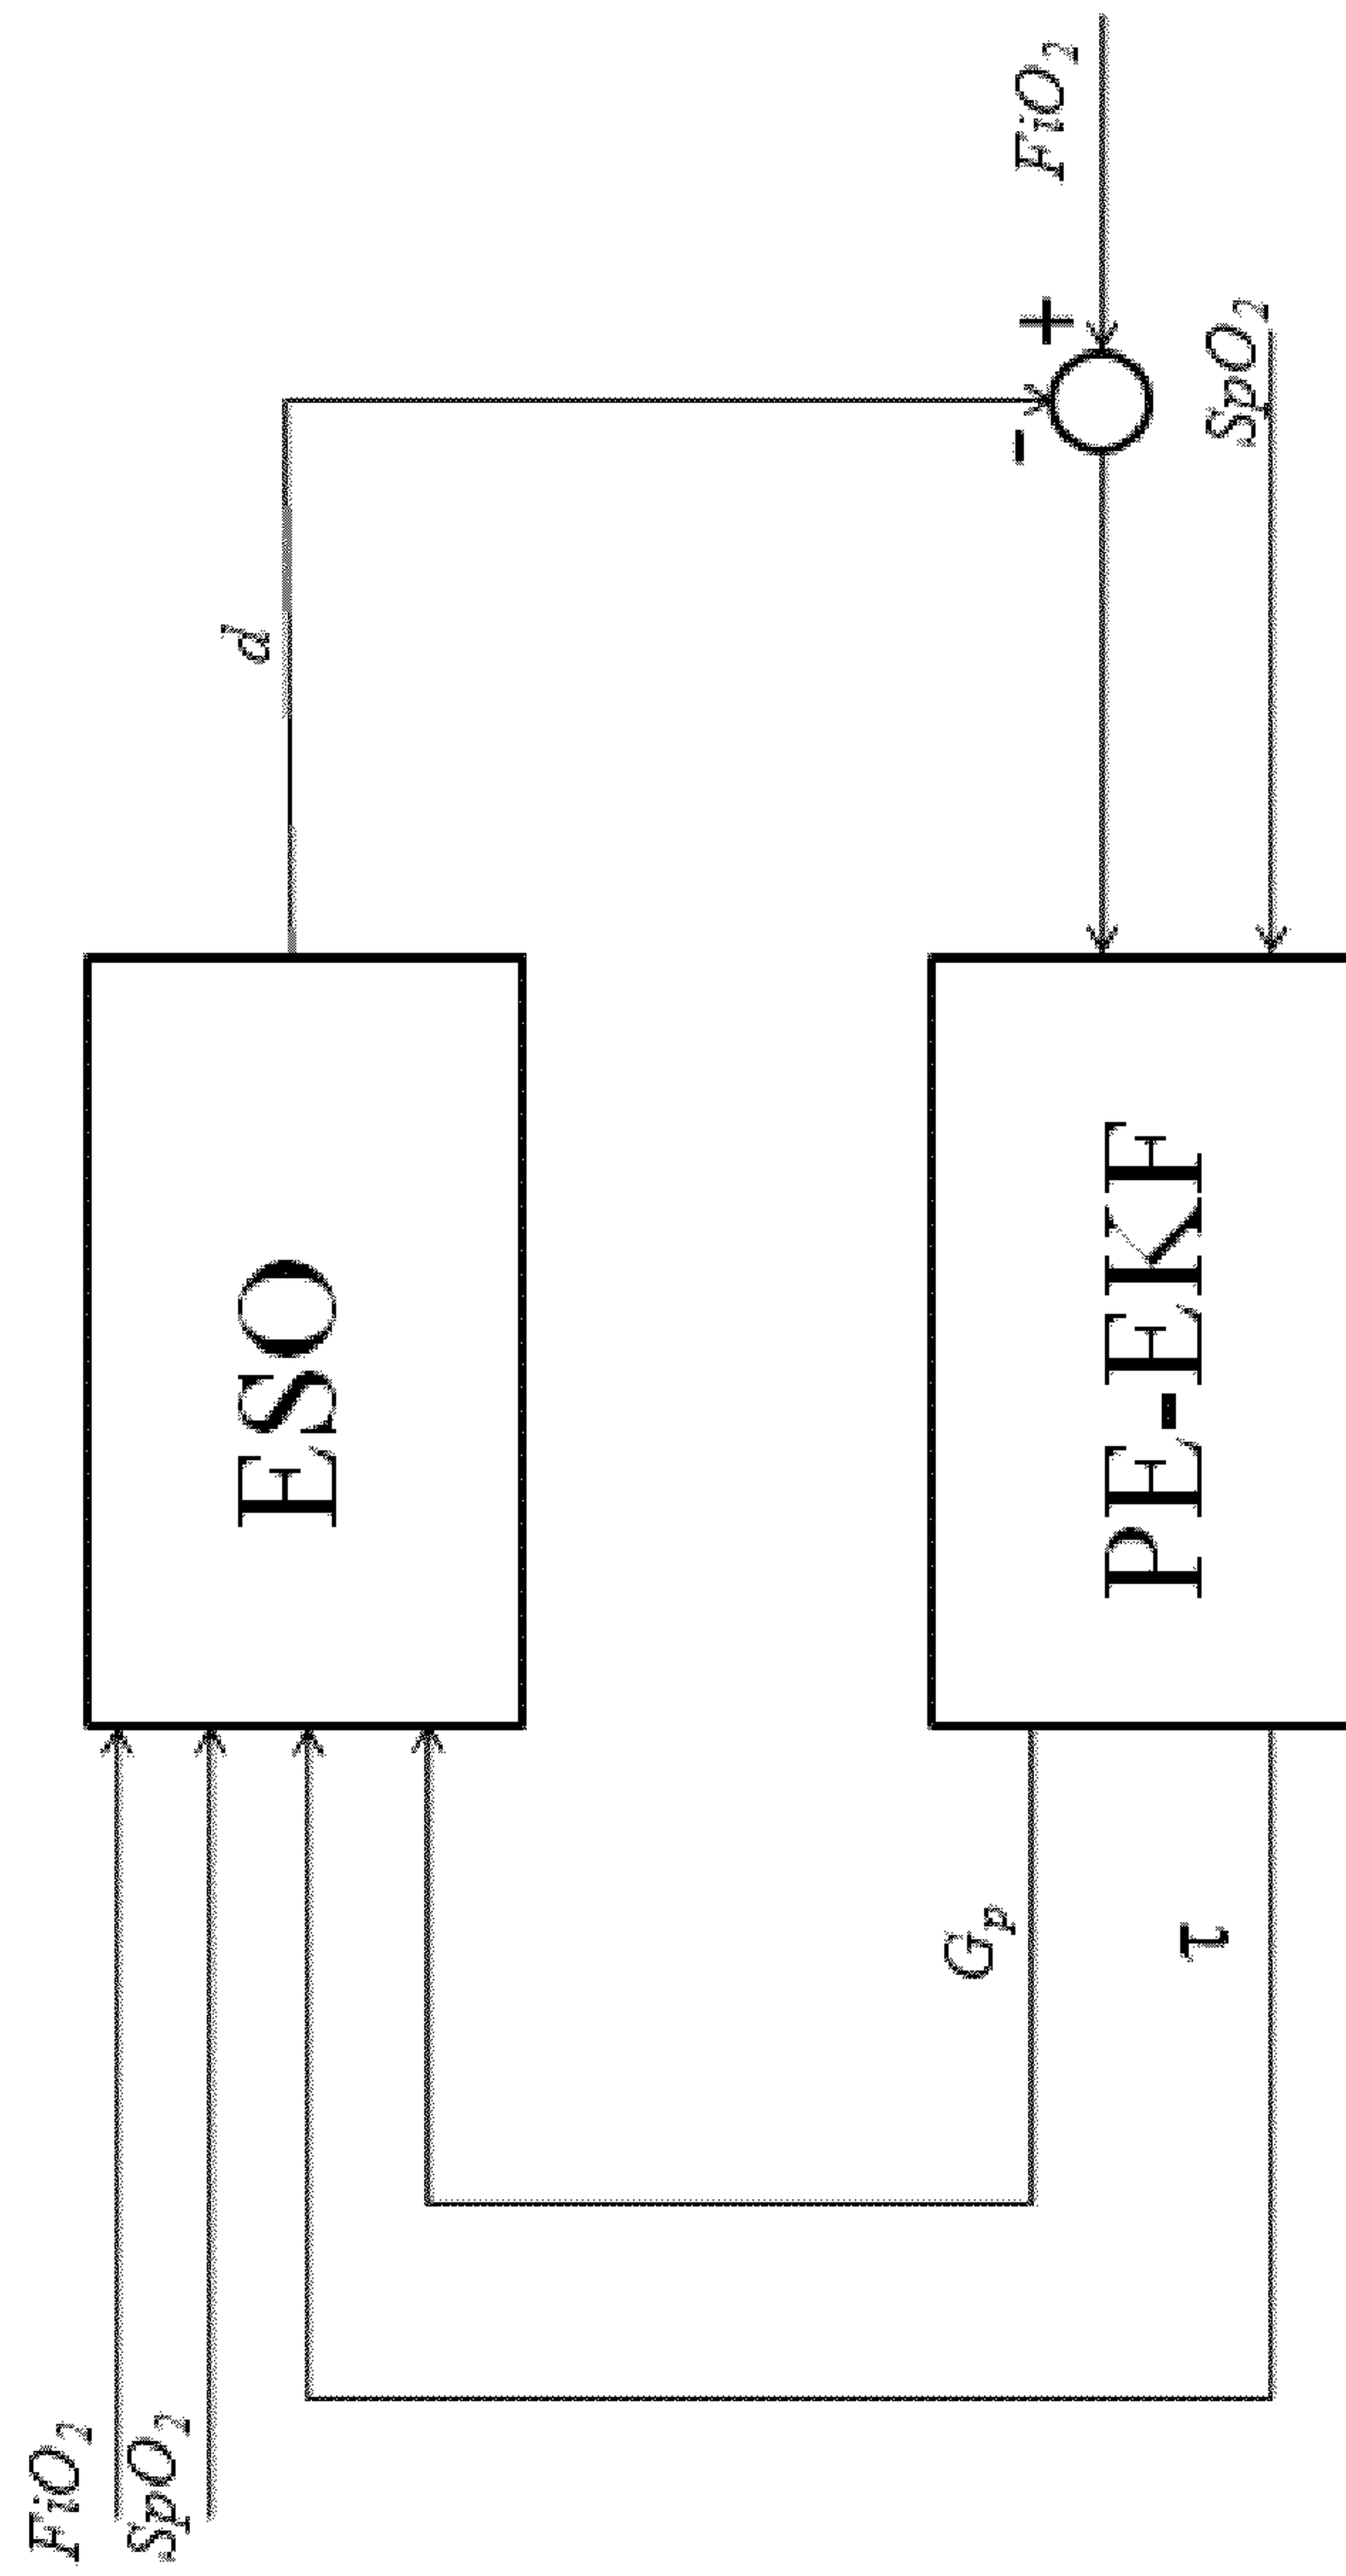 FiO₂
SpO₂
ESO
d
+
-
FiO₂
SpO₂
PE-EKF
Gₚ
τ